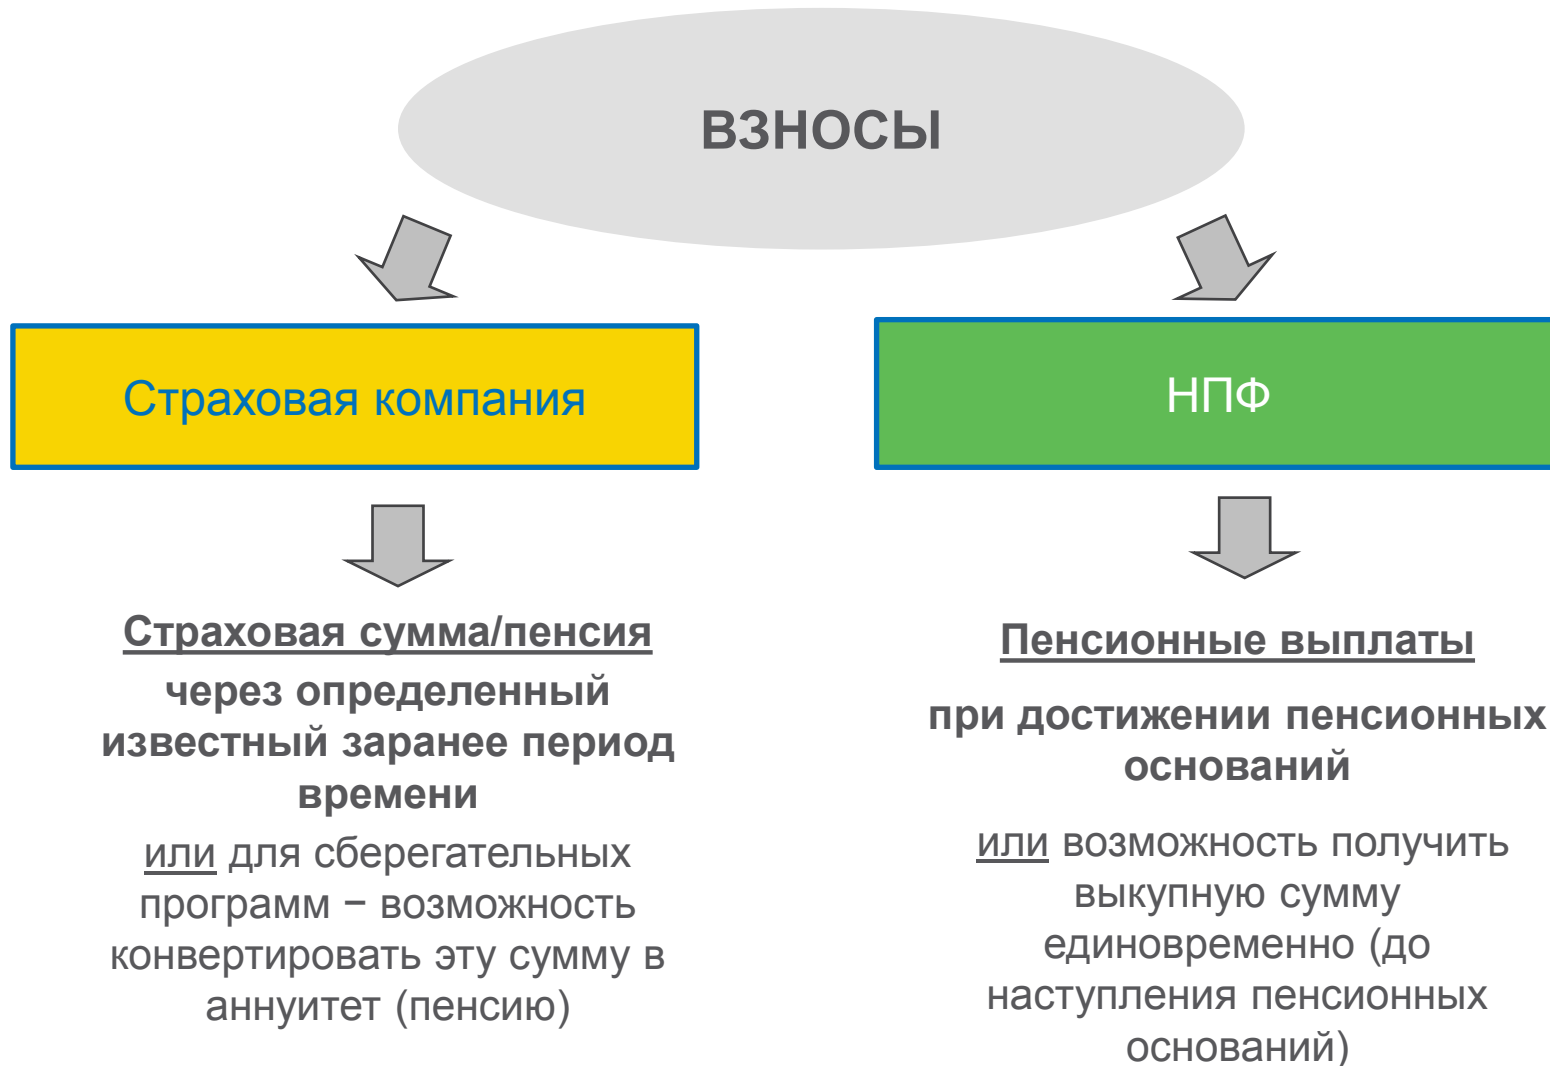 ВЗНОСЫ
Страховая компания
НПФ
Страховая сумма/пенсия
через определенный
известный заранее период
времени
или для сберегательных
программ – возможность
конвертировать эту сумму в
аннуитет (пенсию)
Пенсионные выплаты
при достижении пенсионных
оснований
или возможность получить
выкупную сумму
единовременно (до
наступления пенсионных
оснований)